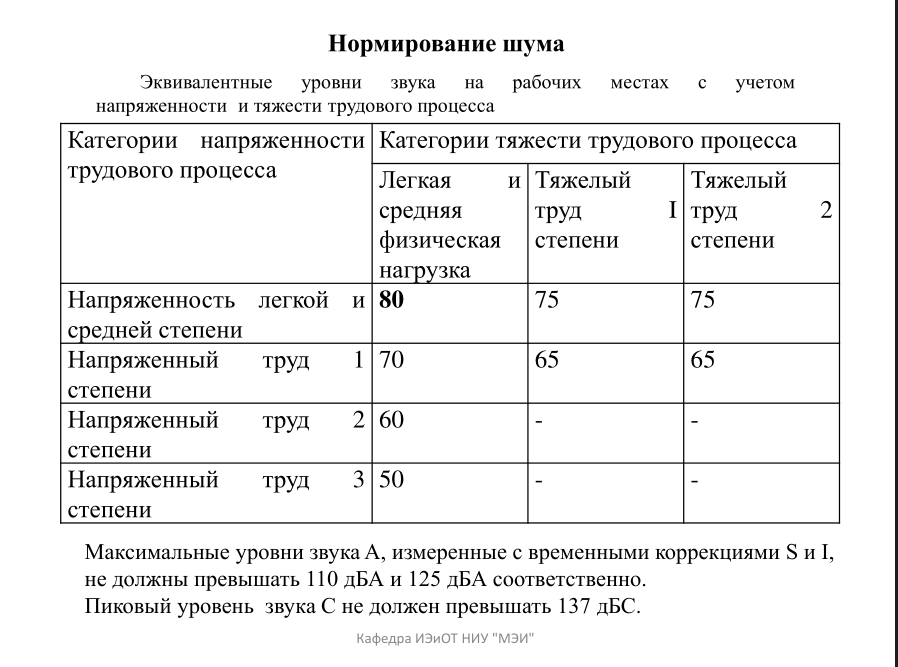 Нормирование шума
Эквивалентные уровни звука на рабочих местах с учетом
напряженности и тяжести трудового процесса
Категории напряженности
трудового процесса
Категории тяжести трудового процесса
Легкая и
средняя
физическая
нагрузка
Тяжелый
труд I
степени
Тяжелый
труд 2
степени
Напряженность легкой и
средней степени
80
75
75
Напряженный труд 1
степени
70
65
65
Напряженный труд 2
степени
60
-
-
Напряженный труд 3
степени
50
-
-
Максимальные уровни звука А, измеренные с временными коррекциями S и I,
не должны превышать 110 дБА и 125 дБА соответственно.
Пиковый уровень звука С не должен превышать 137 дБС.
Кафедра ИЭиОТ НИУ "МЭИ"